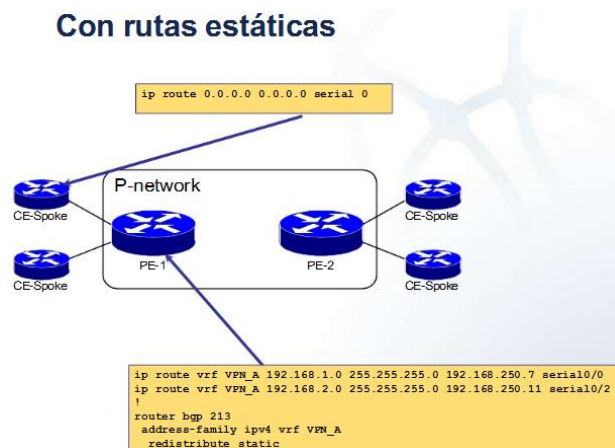 Con rutas estáticas
ip route 0.0.0.0 0.0.0.0 serial 0
P-network
CE-Spoke
CE-Spoke
PE-1
PE-2
CE-Spoke
CE-Spoke
ip route vrf VPN_A 192.168.1.0 255.255.255.0 192.168.250.7 serial0/0
ip route vrf VPN_A 192.168.2.0 255.255.255.0 192.168.250.11 serial0/2
!
router bgp 213
address-family ipv4 vrf VPN_A
redistribute static